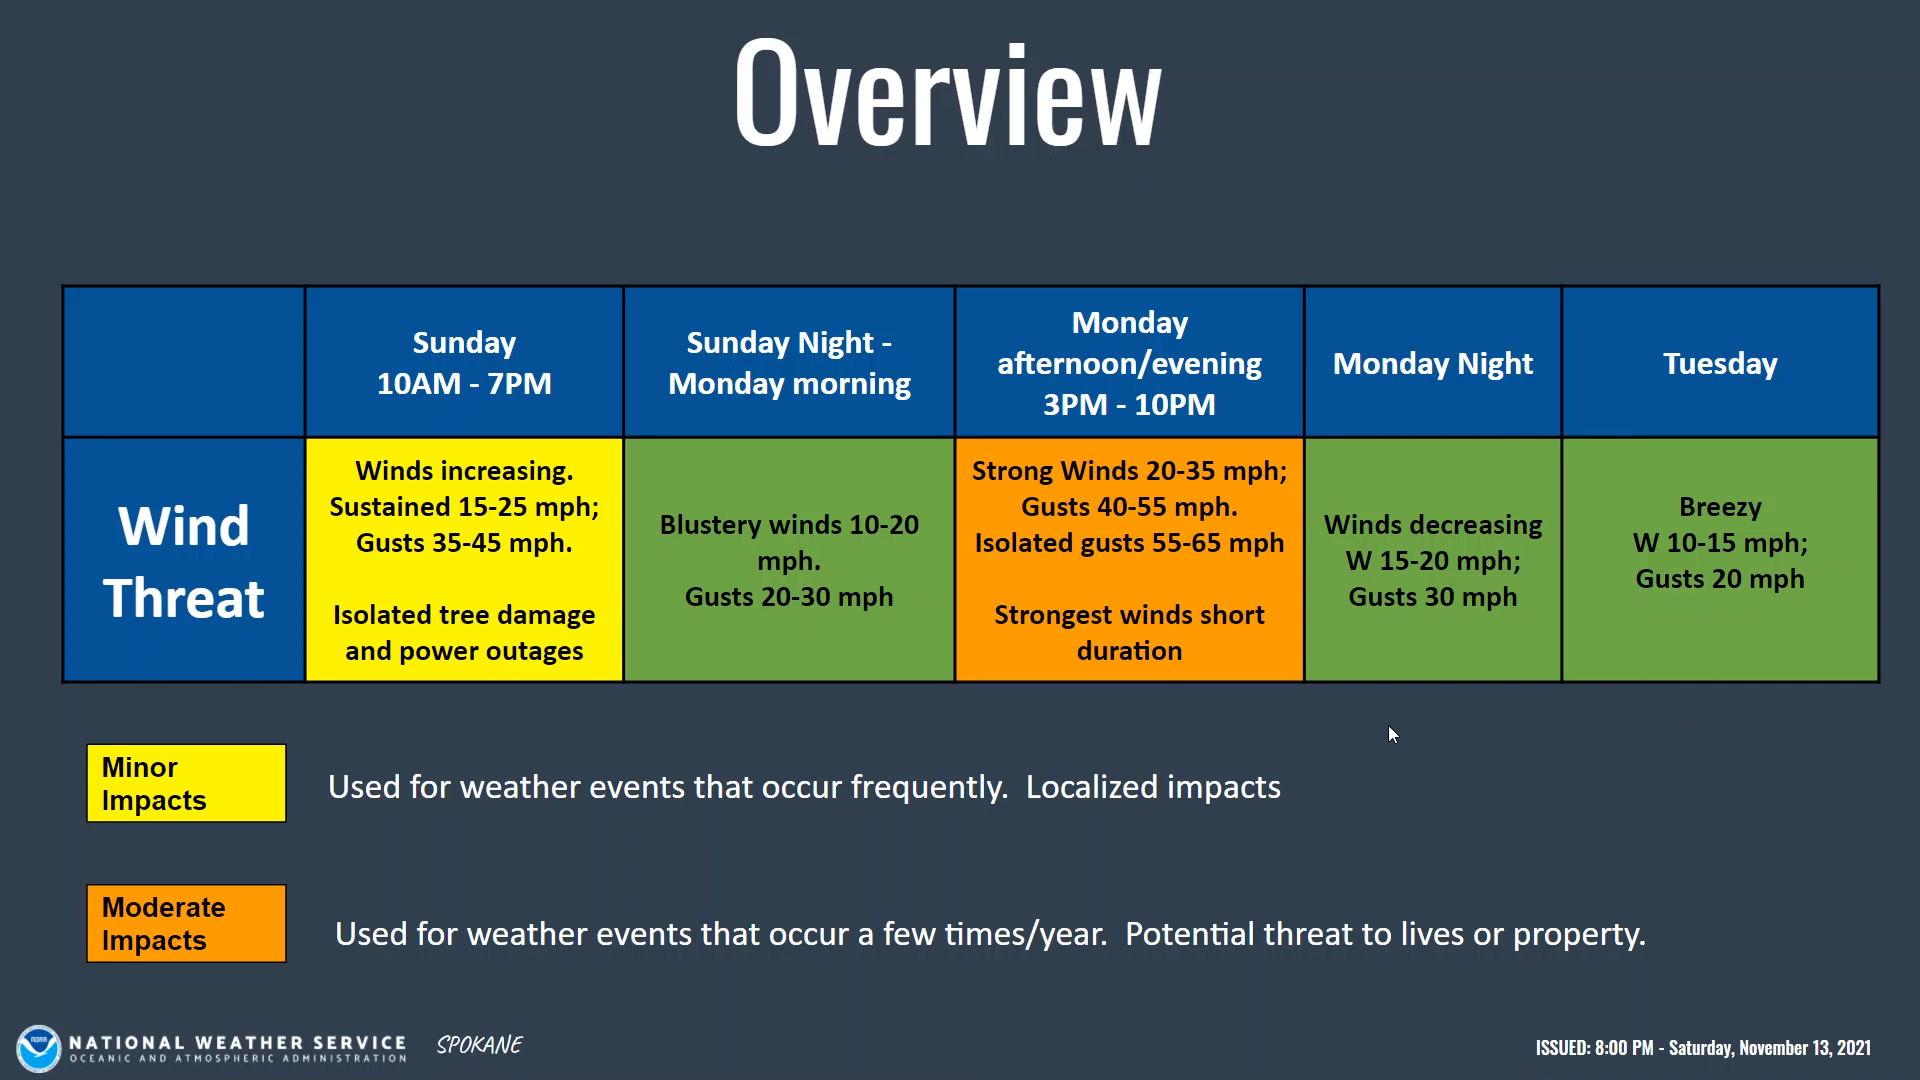 Overview
Sunday
10AM - 7PM
Sunday Night -
Monday morning
Monday
afternoon/evening
3PM - 10PM
Monday Night
Tuesday
Wind
Threat
Winds increasing.
Sustained 15-25 mph;
Gusts 35-45 mph.
Isolated tree damage
and power outages
Blustery winds 10-20
mph.
Gusts 20-30 mph
Strong Winds 20-35 mph;
Gusts 40-55 mph.
Isolated gusts 55-65 mph
Strongest winds short
duration
Winds decreasing
W 15-20 mph;
Gusts 30 mph
Breezy
W 10-15 mph;
Gusts 20 mph
Minor
Impacts
Used for weather events that occur frequently.  Localized impacts
Moderate
Impacts
Used for weather events that occur a few times/year.  Potential threat to lives or property.
NOAA
NATIONAL WEATHER SERVICE
OCEANIC AND ATMOSPHERIC ADMINISTRATION
SPOKANE
ISSUED: 8:00 PM - Saturday, November 13, 2021